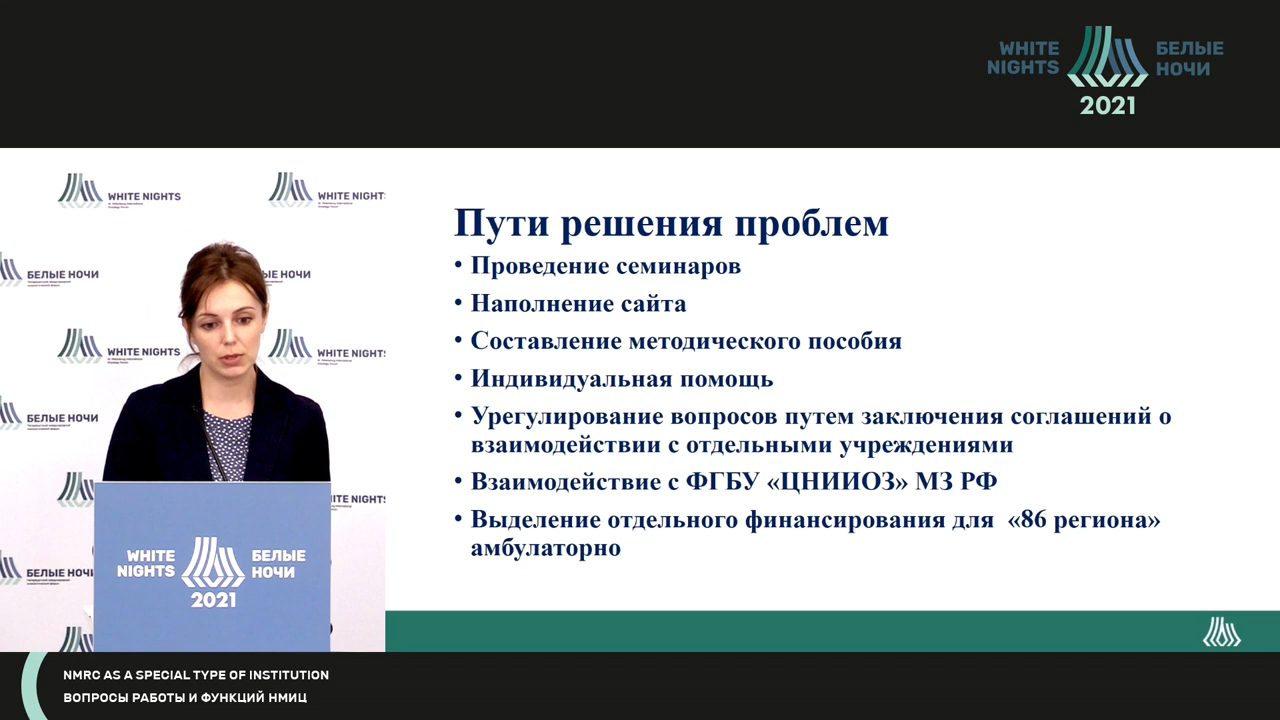 WHITE
NIGHTS
БЕЛЫЕ
НОЧИ
2021
WHITE NIGHTS
WHITE NIGHTS
БЕЛЫЕ НОЧИ
WHITE NIGHTS
WHITE NIGHTS
БЕЛЫЕ НОЧИ
WHITE
NIGHTS
БЕЛЫЕ
НОЧИ
2021
Пути решения проблем
• Проведение семинаров
• Наполнение сайта
• Составление методического пособия
• Индивидуальная помощь
• Урегулирование вопросов путем заключения соглашений о
взаимодействии с отдельными учреждениями
• Взаимодействие с ФГБУ «ЦНИИОЗ» МЗ РФ
• Выделение отдельного финансирования для «86 региона»
амбулаторно
NMRC AS A SPECIAL TYPE OF INSTITUTION
ВОПРОСЫ РАБОТЫ И ФУНКЦИЙ НМИЦ